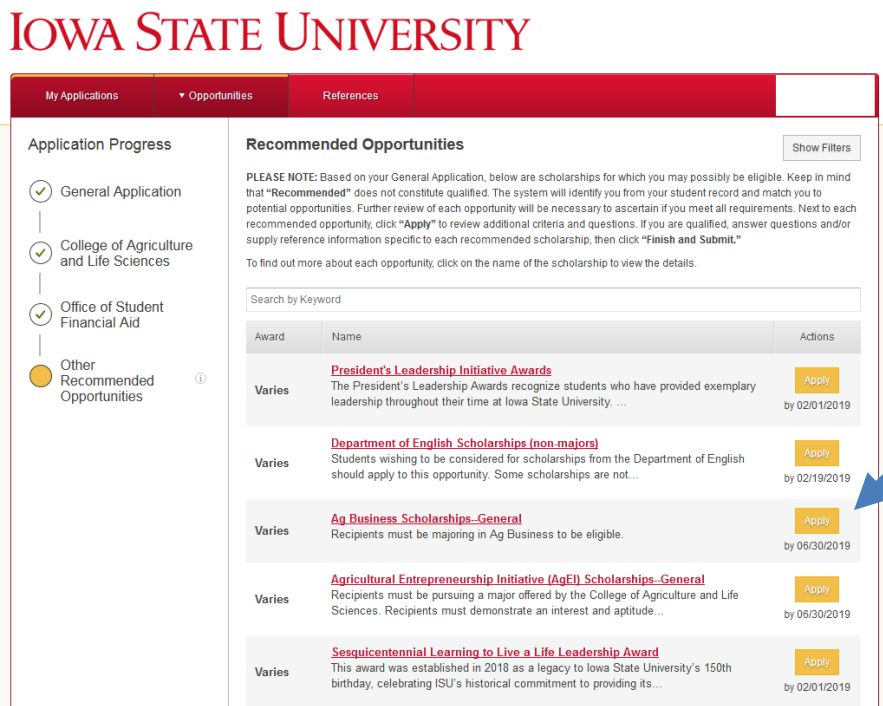 IOWA STATE UNIVERSITY
My Applications
▼ Opportunities
References
Application Progress
General Application
College of Agriculture
and Life Sciences
Office of Student
Financial Aid
Other
Recommended
Opportunities
i
Recommended Opportunities
Show Filters
PLEASE NOTE: Based on your General Application, below are scholarships for which you may possibly be eligible. Keep in mind
that “Recommended” does not constitute qualified. The system will identify you from your student record and match you to
potential opportunities. Further review of each opportunity will be necessary to ascertain if you meet all requirements. Next to each
recommended opportunity, click “Apply” to review additional criteria and questions. If you are qualified, answer questions and/or
supply reference information specific to each recommended scholarship, then click “Finish and Submit.”
To find out more about each opportunity, click on the name of the scholarship to view the details.
Search by Keyword
Award Name Actions
President's Leadership Initiative Awards
The President’s Leadership Awards recognize students who have provided exemplary
leadership throughout their time at Iowa State University. ...
Varies
Apply
by 02/01/2019
Department of English Scholarships (non-majors)
Students wishing to be considered for scholarships from the Department of English
should apply to this opportunity. Some scholarships are not...
Varies
Apply
by 02/19/2019
Ag Business Scholarships--General
Recipients must be majoring in Ag Business to be eligible.
Varies
Apply
by 06/30/2019
Agricultural Entrepreneurship Initiative (AgEI) Scholarships--General
Recipients must be pursuing a major offered by the College of Agriculture and Life
Sciences. Recipients must demonstrate an interest and aptitude...
Varies
Apply
by 06/30/2019
Sesquicentennial Learning to Live a Life Leadership Award
This award was established in 2018 as a legacy to Iowa State University’s 150th
birthday, celebrating ISU’s historical commitment to providing its...
Varies
Apply
by 02/01/2019